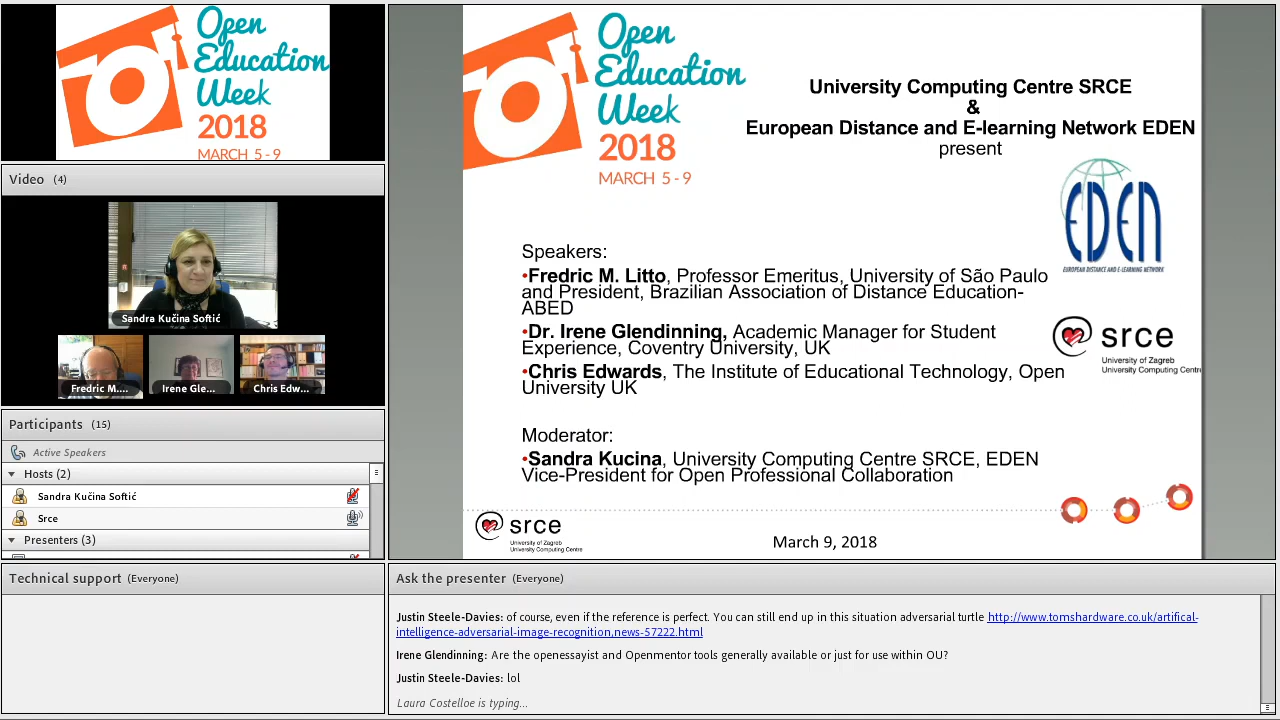 Open
Education
Week
2018
MARCH 5-9
Video (4)
Sandra Kučina Softić
Fredric M....
Irene Gle...
Chris Edw...
Participants (15)
Active Speakers
Hosts (2)
Sandra Kučina Softić
Srce
Presenters (3)
Technical support (Everyone)
Open
Education
Week
2018
MARCH 5-9
University Computing Centre SRCE
&
European Distance and E-learning Network EDEN
present
EDEN
EUROPEAN DISTANCE AND E-LEARNING NETWORK
Speakers:
•Fredric M. Litto, Professor Emeritus, University of São Paulo
and President, Brazilian Association of Distance Education-
ABED
•Dr. Irene Glendinning, Academic Manager for Student
Experience, Coventry University, UK
•Chris Edwards, The Institute of Educational Technology, Open
University UK
srce
University of Zagreb
University Computing Centre
Moderator:
•Sandra Kucina, University Computing Centre SRCE, EDEN
Vice-President for Open Professional Collaboration
srce
University of Zagreb
University Computing Centre
March 9, 2018
Ask the presenter (Everyone)
Justin Steele-Davies: of course, even if the reference is perfect. You can still end up in this situation adversarial turtle http://www.tomshardware.co.uk/artifical-
intelligence-adversarial-image-recognition,news-57222.html
Irene Glendinning: Are the openessayist and Openmentor tools generally available or just for use within OU?
Justin Steele-Davies: lol
Laura Costelloe is typing...